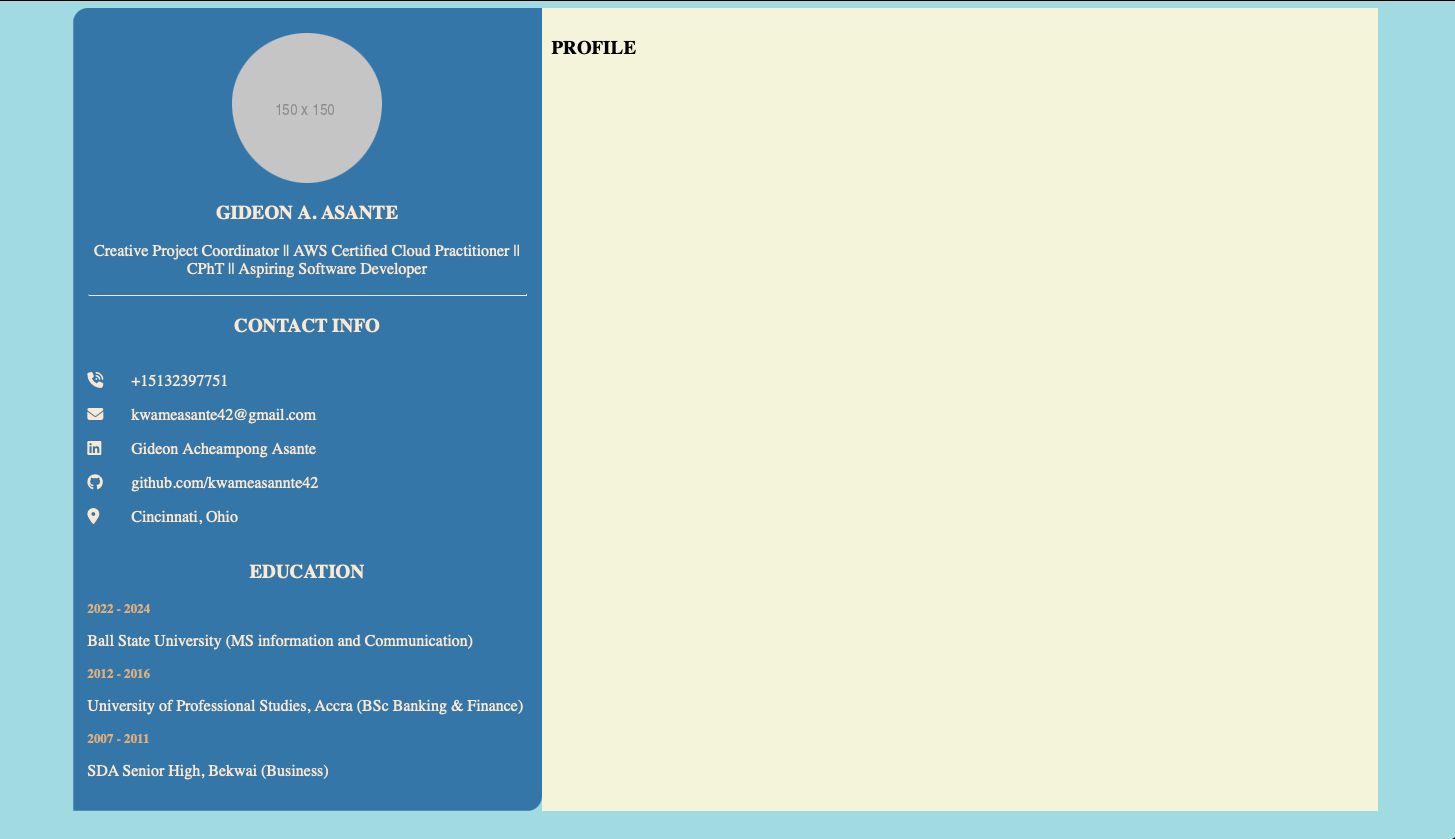 150 x 150
GIDEON A. ASANTE
Creative Project Coordinator || AWS Certified Cloud Practitioner ||
CPhT || Aspiring Software Developer
CONTACT INFO
+15132397751
kwameasante42@gmail.com
Gideon Acheampong Asante
github.com/kwameasannte42
Cincinnati, Ohio
EDUCATION
2022 - 2024
Ball State University (MS information and Communication)
2012 - 2016
University of Professional Studies, Accra (BSc Banking & Finance)
2007 - 2011
SDA Senior High, Bekwai (Business)
PROFILE